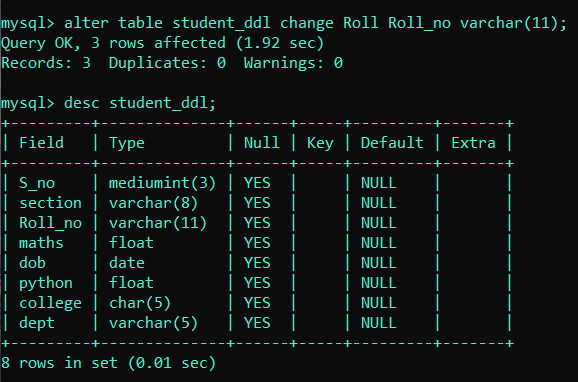 mysql> alter table student_ddl change Roll Roll_no varchar(11);
Query OK, 3 rows affected (1.92 sec)
Records: 3  Duplicates: 0  Warnings: 0

mysql> desc student_ddl;
+---------+--------------+------+-----+---------+-------+
| Field   | Type         | Null | Key | Default | Extra |
+---------+--------------+------+-----+---------+-------+
| S_no    | mediumint(3) | YES  |     | NULL    |       |
| section | varchar(8)   | YES  |     | NULL    |       |
| Roll_no | varchar(11)  | YES  |     | NULL    |       |
| maths   | float        | YES  |     | NULL    |       |
| dob     | date         | YES  |     | NULL    |       |
| python  | float        | YES  |     | NULL    |       |
| college | char(5)      | YES  |     | NULL    |       |
| dept    | varchar(5)   | YES  |     | NULL    |       |
+---------+--------------+------+-----+---------+-------+
8 rows in set (0.01 sec)